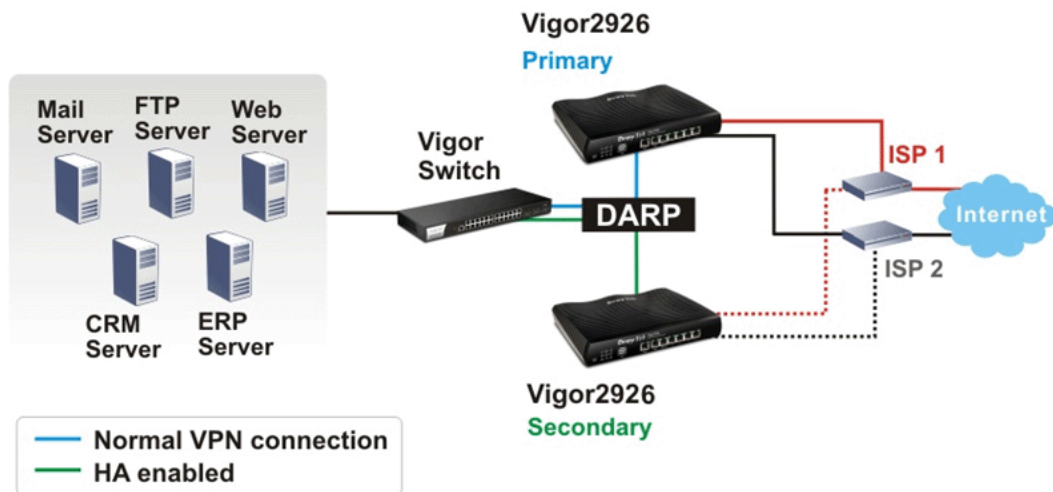 Vigor2926
Primary
Mail
Server
FTP
Server
Web
Server
Vigor
Switch
ISP 1
DARP
Internet
ISP 2
CRM
Server
ERP
Server
Vigor2926
Secondary
Normal VPN connection
HA enabled